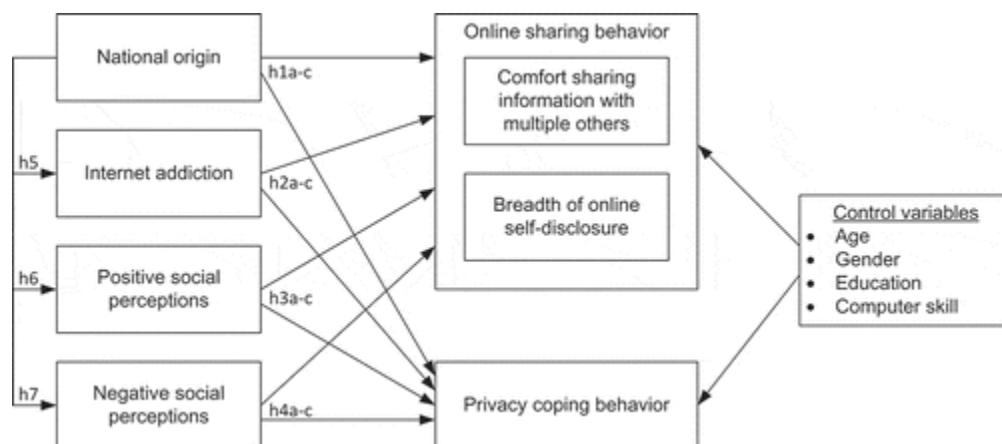 National origin
h1a-c
h5
Internet addiction
h2a-c
h6
Positive social
perceptions
h3a-c
h7
Negative social
perceptions
h4a-c
Online sharing behavior
Comfort sharing
information with
multiple others
Breadth of online
self-disclosure
Privacy coping behavior
Control variables
• Age
• Gender
• Education
• Computer skill